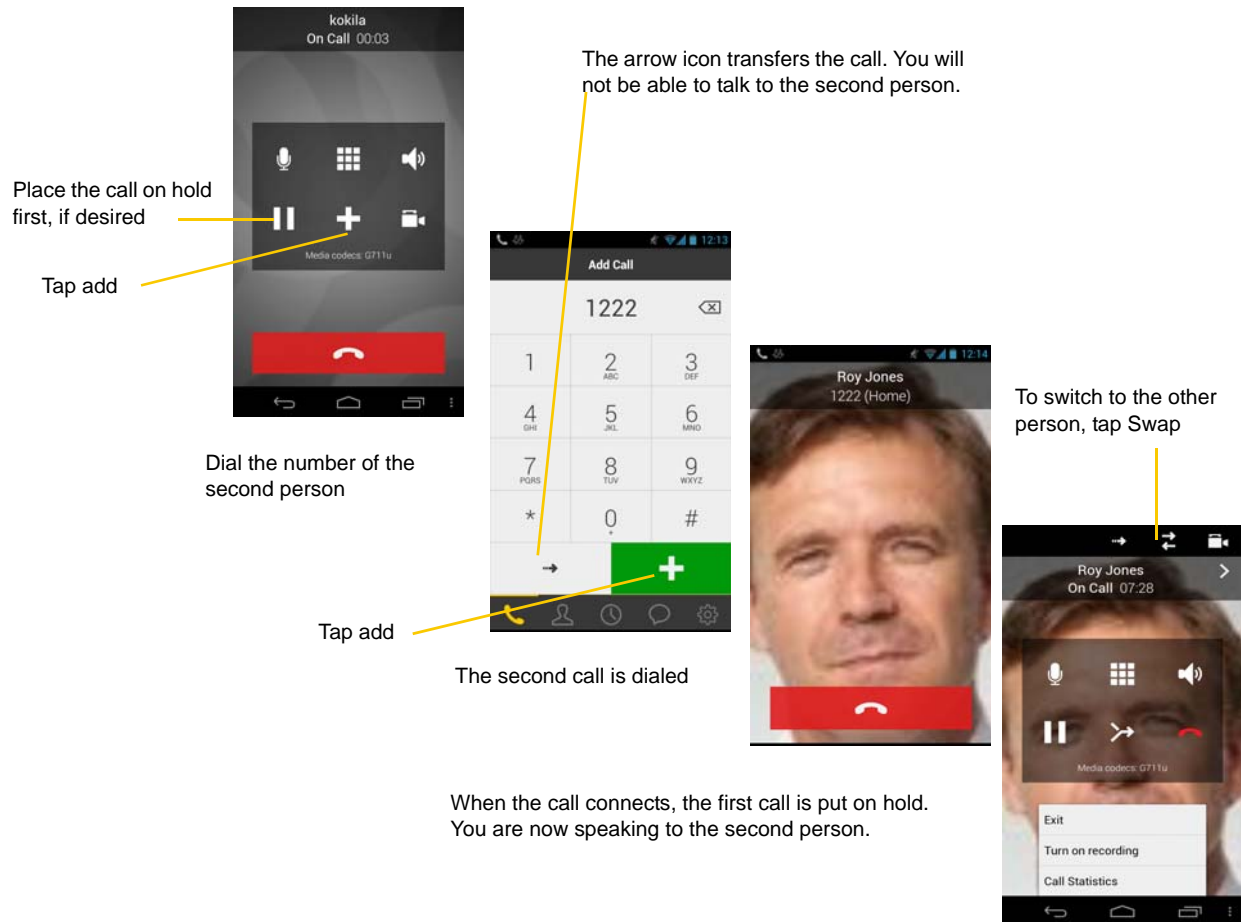 kokila
On Call 00:03
The arrow icon transfers the call. You will
not be able to talk to the second person.
Place the call on hold
first, if desired
Media codecs: G711u
Tap add
12:13
Add Call
1222
1
2
ABC
3
DEF
4
GHI
5
JKL
6
MNO
7
PQRS
8
TUV
9
WXYZ
*
0
#
Dial the number of the
second person
Tap add
The second call is dialed
12:14
Roy Jones
1222 (Home)
To switch to the other
person, tap Swap
Roy Jones
On Call 07:28
Media codecs: G711u
Exit
Turn on recording
Call Statistics
When the call connects, the first call is put on hold.
You are now speaking to the second person.